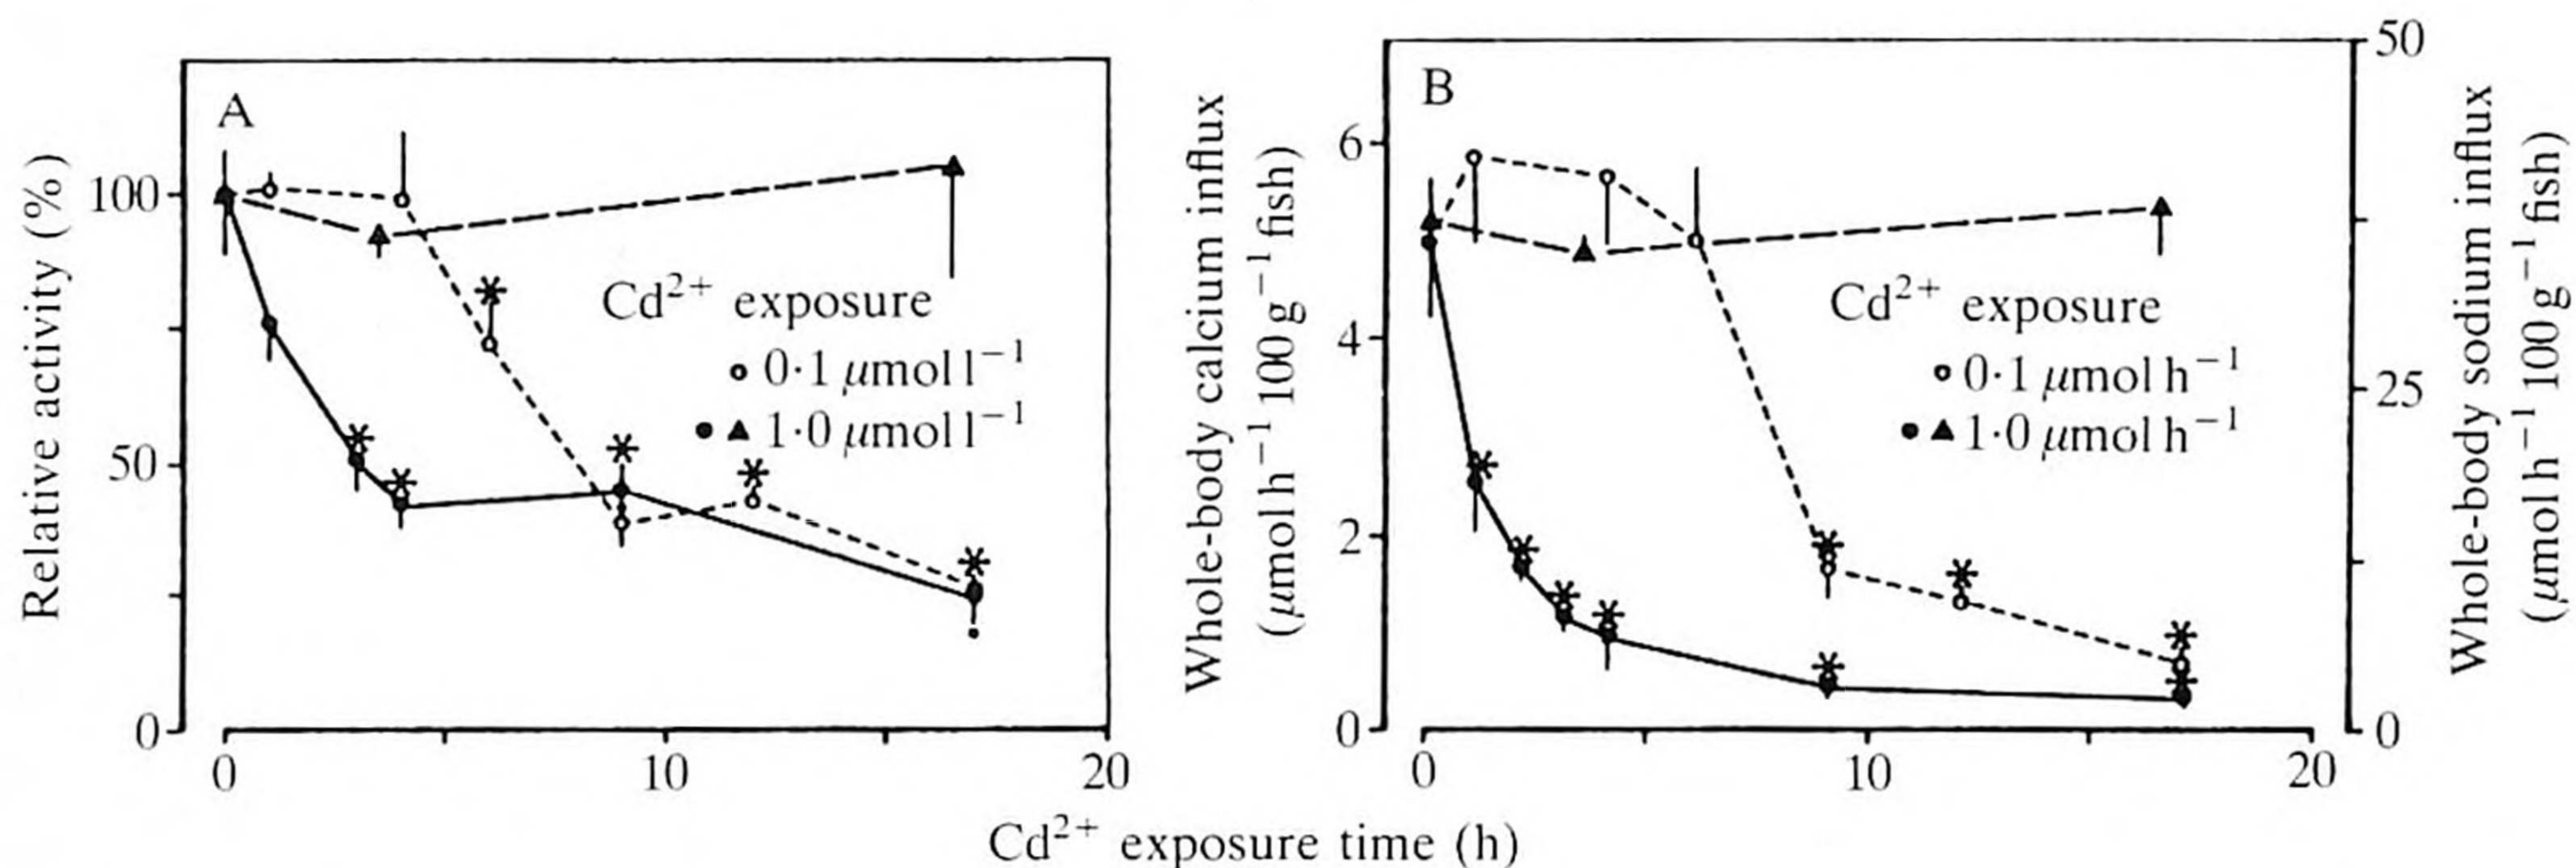 A
Relative activity (%)
100
50
0
Cd²⁺ exposure
0·1 μmol l⁻¹
1·0 μmol l⁻¹
0
10
20
B
Whole-body calcium influx
(μmol h⁻¹ 100 g⁻¹ fish)
6
4
2
0
Cd²⁺ exposure
0·1 μmol h⁻¹
1·0 μmol h⁻¹
0
10
20
50
25
0
Whole-body sodium influx
(μmol h⁻¹ 100 g⁻¹ fish)
Cd²⁺ exposure time (h)